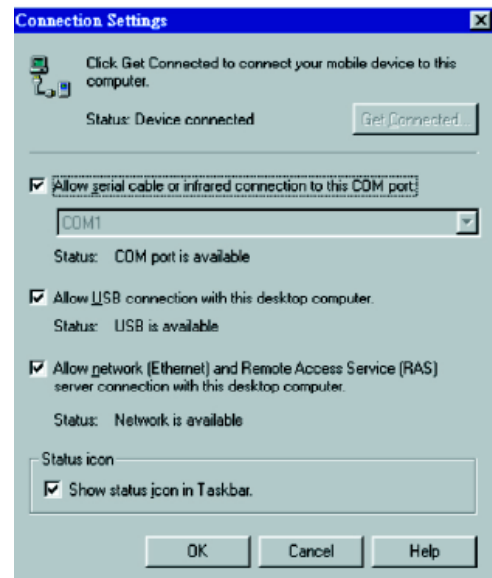 Connection Settings
Click Get Connected to connect your mobile device to this
computer.
Status: Device connected
Get Connected...
Allow serial cable or infrared connection to this COM port:
COM1
Status: COM port is available
Allow USB connection with this desktop computer.
Status: USB is available
Allow network (Ethernet) and Remote Access Service (RAS)
server connection with this desktop computer.
Status: Network is available
Status icon
Show status icon in Taskbar.
OK
Cancel
Help